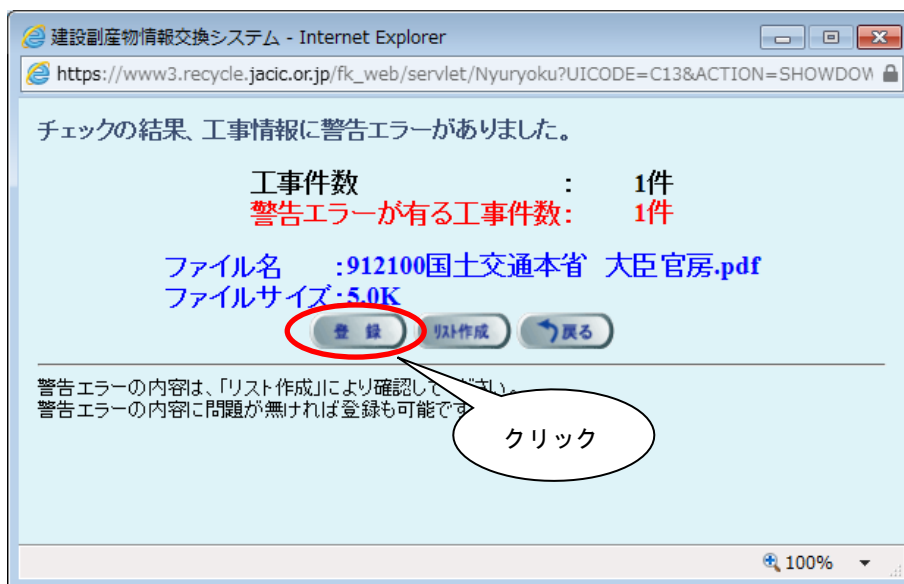 建設副産物情報交換システム - Internet Explorer
https://www3.recycle.jacic.or.jp/fk_web/servlet/Nyuryoku?UICODE=C13&ACTION=SHOWDOW
チェックの結果、工事情報に警告エラーがありました。
工事件数 : 1件
警告エラーが有る工事件数: 1件
ファイル名 :912100国土交通本省 大臣官房.pdf
ファイルサイズ:5.0K
登 録 リスト作成 戻る
警告エラーの内容は、「リスト作成」により確認してください。
警告エラーの内容に問題が無ければ登録も可能です
クリック
100%